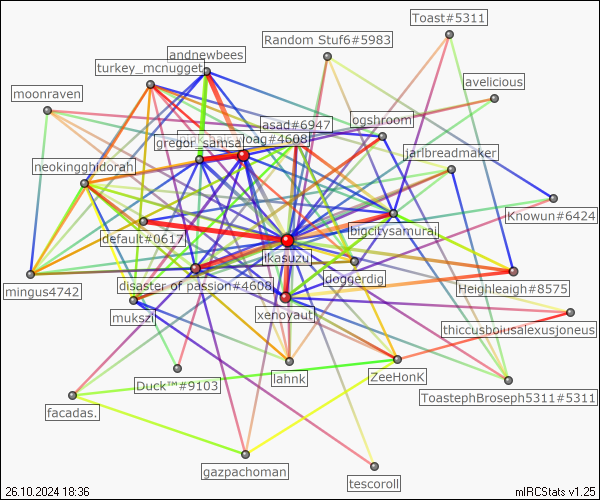 Toast#5311
Random Stuf6#5983
andnewbees
turkey_mcnugget
avelicious
moonraven
asad#6947
ogshroom
gregor_samsa
loag#4608
jarlbreadmaker
neokingghidorah
Knowun#6424
default#0617
bigcitysamurai
ikasuzu
disaster of passion#4608
doggerdig
Heighleaigh#8575
mingus4742
mukszi
xenoyaut
thiccusboiusalexusjoneus
lahnk
ZeeHonK
Duck™#9103
ToastephBroseph5311#5311
facadas.
gazpachoman
tescoroll
26.10.2024 18:36
mIRCStats v1.25